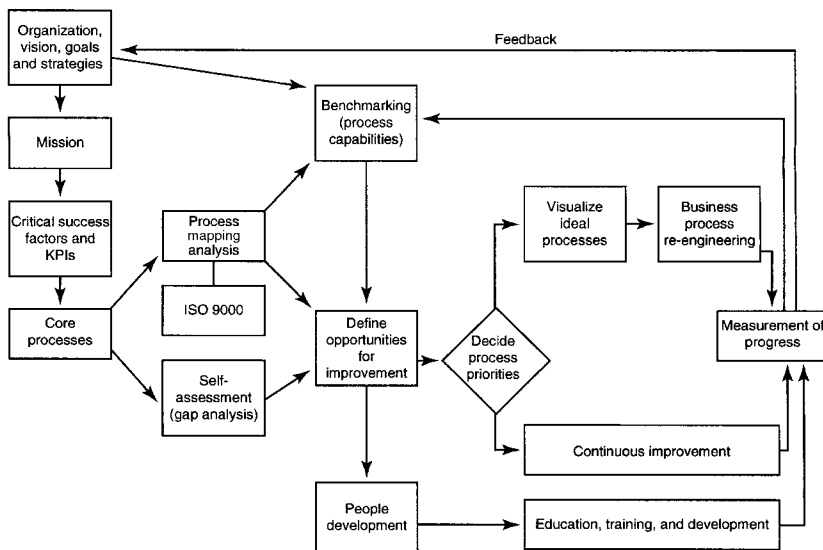 Organization,
vision, goals
and strategies
Feedback
Benchmarking
(process
capabilities)
Mission
Critical success
factors and
KPIs
Process
mapping
analysis
ISO 9000
Core
processes
Self-
assessment
(gap analysis)
Define
opportunities
for
improvement
Decide
process
priorities
Visualize
ideal
processes
Business
process
re-engineering
Measurement of
progress
Continuous improvement
People
development
Education, training, and development